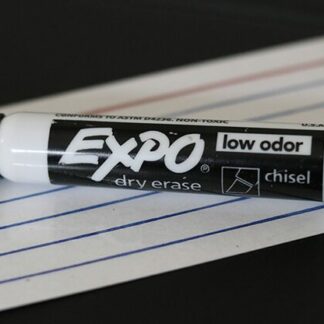 CONFORMS TO ASTM D4236, NON-TOXIC
U.S.A
EXPO®
low odor
dry erase
chisel